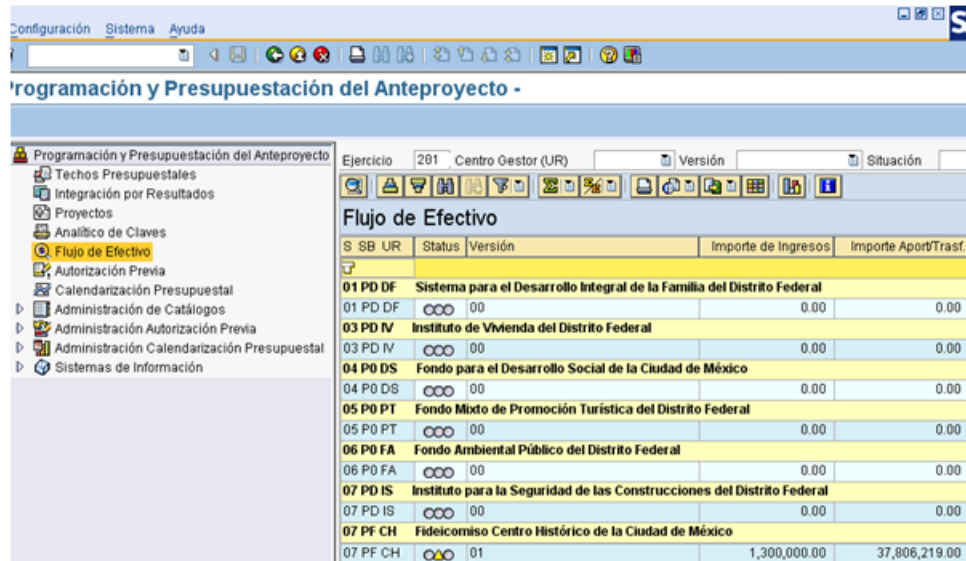 Configuración Sistema Ayuda
Programación y Presupuestación del Anteproyecto -
Programación y Presupuestación del Anteproyecto
Techos Presupuestales
Integración por Resultados
Proyectos
Analítico de Claves
Flujo de Efectivo
Autorización Previa
Calendarización Presupuestal
Administración de Catálogos
Administración Autorización Previa
Administración Calendarización Presupuestal
Sistemas de Información
Ejercicio 201 Centro Gestor (UR) Versión Situación
Flujo de Efectivo
S SB UR Status Versión Importe de Ingresos Importe Aport/Trasf.
01 PD DF Sistema para el Desarrollo Integral de la Familia del Distrito Federal
01 PD DF 00 0.00 0.00
03 PD IV Instituto de Vivienda del Distrito Federal
03 PD IV 00 0.00 0.00
04 P0 DS Fondo para el Desarrollo Social de la Ciudad de México
04 P0 DS 00 0.00 0.00
05 P0 PT Fondo Mixto de Promoción Turística del Distrito Federal
05 P0 PT 00 0.00 0.00
06 P0 FA Fondo Ambiental Público del Distrito Federal
06 P0 FA 00 0.00 0.00
07 PD IS Instituto para la Seguridad de las Construcciones del Distrito Federal
07 PD IS 00 0.00 0.00
07 PF CH Fideicomiso Centro Histórico de la Ciudad de México
07 PF CH 01 1,300,000.00 37,806,219.00